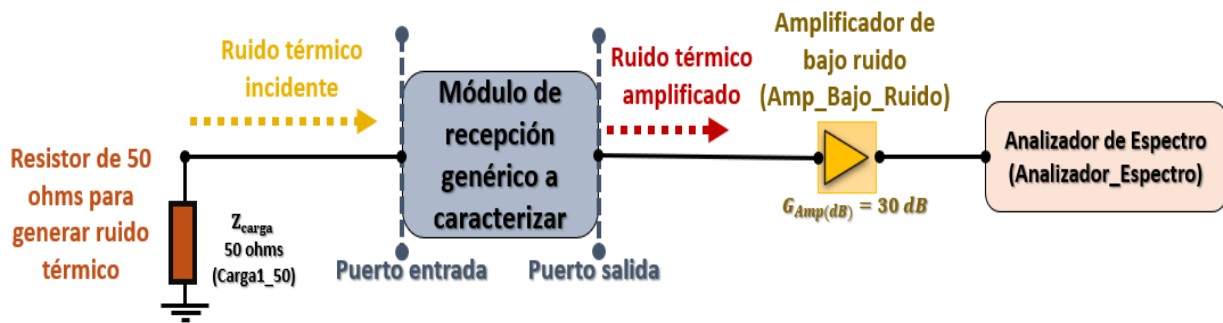 Ruido térmico
incidente
Resistor de 50
ohms para
generar ruido
térmico
Z_carga
50 ohms
(Carga1_50)
Módulo de
recepción
genérico a
caracterizar
Puerto entrada
Puerto salida
Ruido térmico
amplificado
Amplificador de
bajo ruido
(Amp_Bajo_Ruido)
G_Amp(dB) = 30 dB
Analizador de Espectro
(Analizador_Espectro)